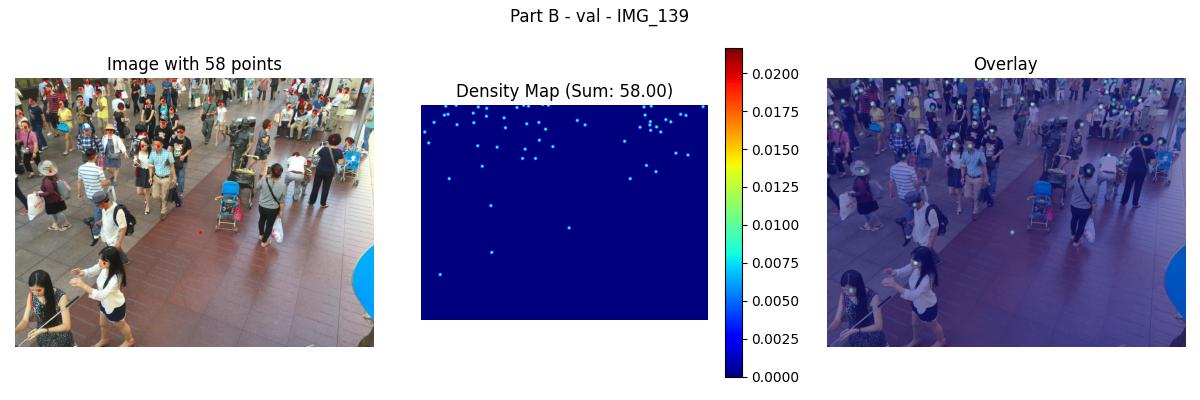 Part B - val - IMG_139
Image with 58 points
Density Map (Sum: 58.00)
Overlay
0.0200
0.0175
0.0150
0.0125
0.0100
0.0075
0.0050
0.0025
0.0000